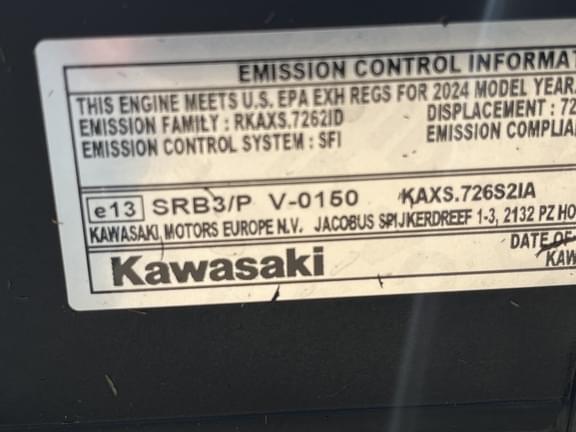 EMISSION CONTROL INFORMAT
THIS ENGINE MEETS U.S. EPA EXH REGS FOR 2024 MODEL YEAR.
EMISSION FAMILY : RKAXS.7262ID DISPLACEMENT : 72
EMISSION CONTROL SYSTEM : SFI EMISSION COMPLIA
e13 SRB3/P V-0150 KAXS.726S2IA
KAWASAKI MOTORS EUROPE N.V. JACOBUS SPIJKERDREEF 1-3, 2132 PZ HO
DATE OF
Kawasaki KAW